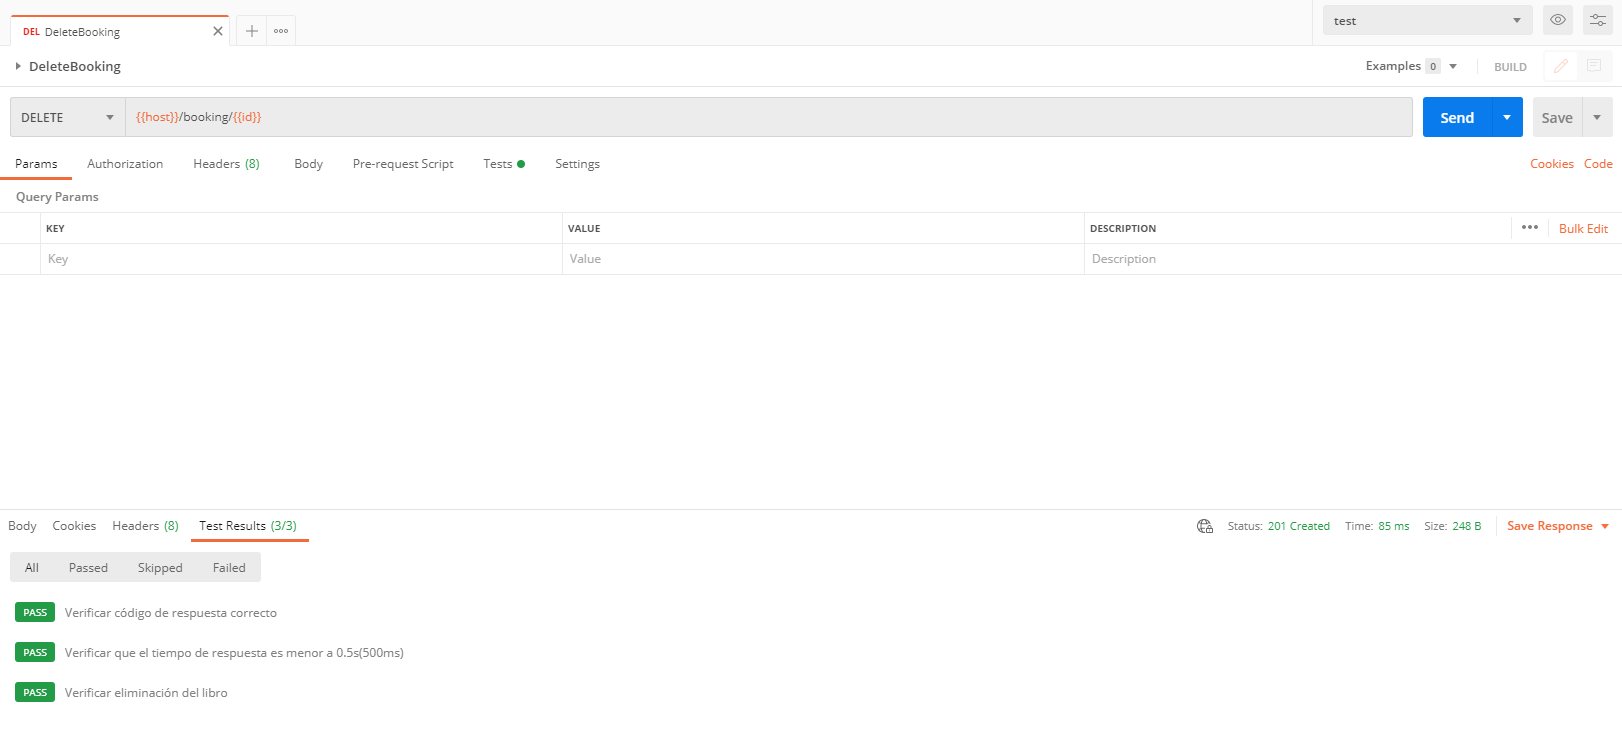 DEL DeleteBooking
test
DeleteBooking
Examples 0
BUILD
DELETE
{{host}}/booking/{{id}}
Send
Save
Params Authorization Headers (8) Body Pre-request Script Tests Settings
Cookies Code
Query Params
KEY VALUE DESCRIPTION
Bulk Edit
Key Value Description
Body Cookies Headers (8) Test Results (3/3)
Status: 201 Created Time: 85 ms Size: 248 B Save Response
All Passed Skipped Failed
PASS Verificar código de respuesta correcto
PASS Verificar que el tiempo de respuesta es menor a 0.5s(500ms)
PASS Verificar eliminación del libro